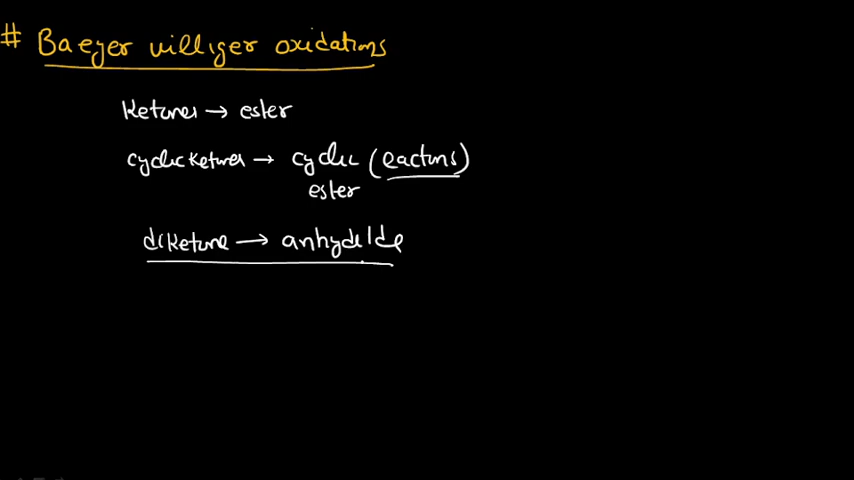 # Baeyer villiger oxidations
Ketones → ester
cyclic ketones → cyclic (lactons)
ester
diketone → anhydride